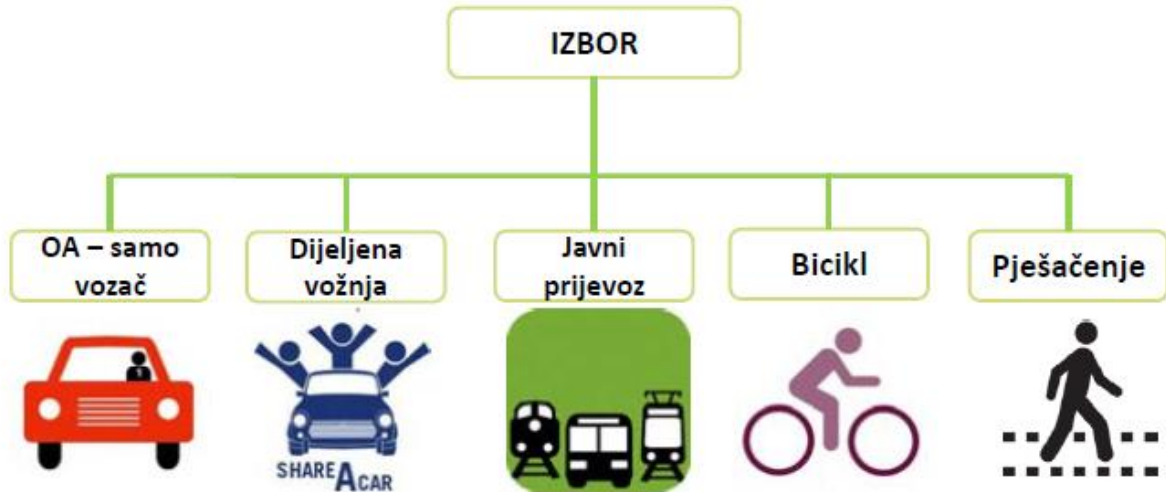 IZBOR
OA – samo
vozač
Dijeljena
vožnja
Javni
prijevoz
Bicikl
Pješačenje
SHARE A CAR